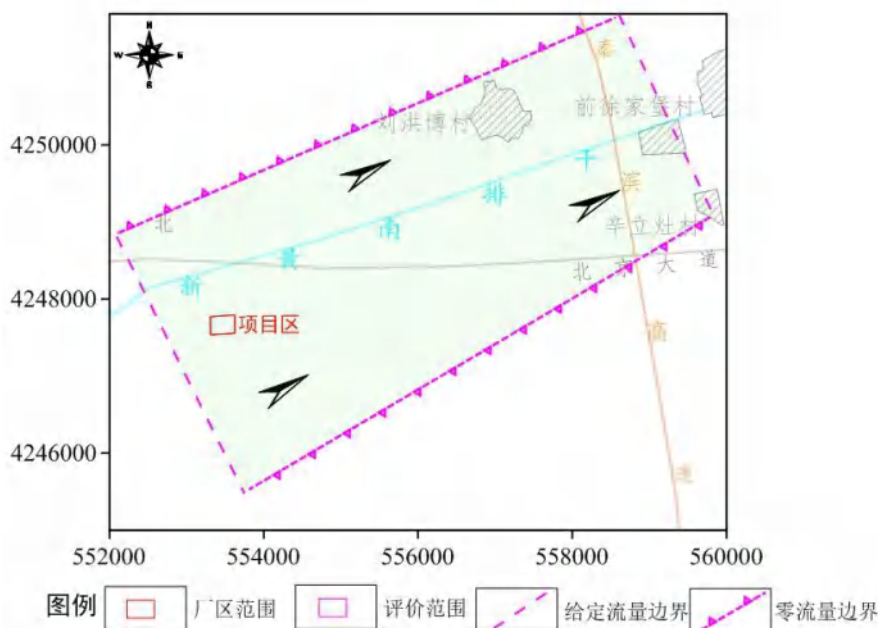 N
W E
S
泰
前徐家堡村
刘洪博村
4250000
干
滨
排
北
南
辛立灶村
黄
北京大道
新
4248000
项目区
高
4246000
速
552000 554000 556000 558000 560000
图例 厂区范围 评价范围 给定流量边界 零流量边界